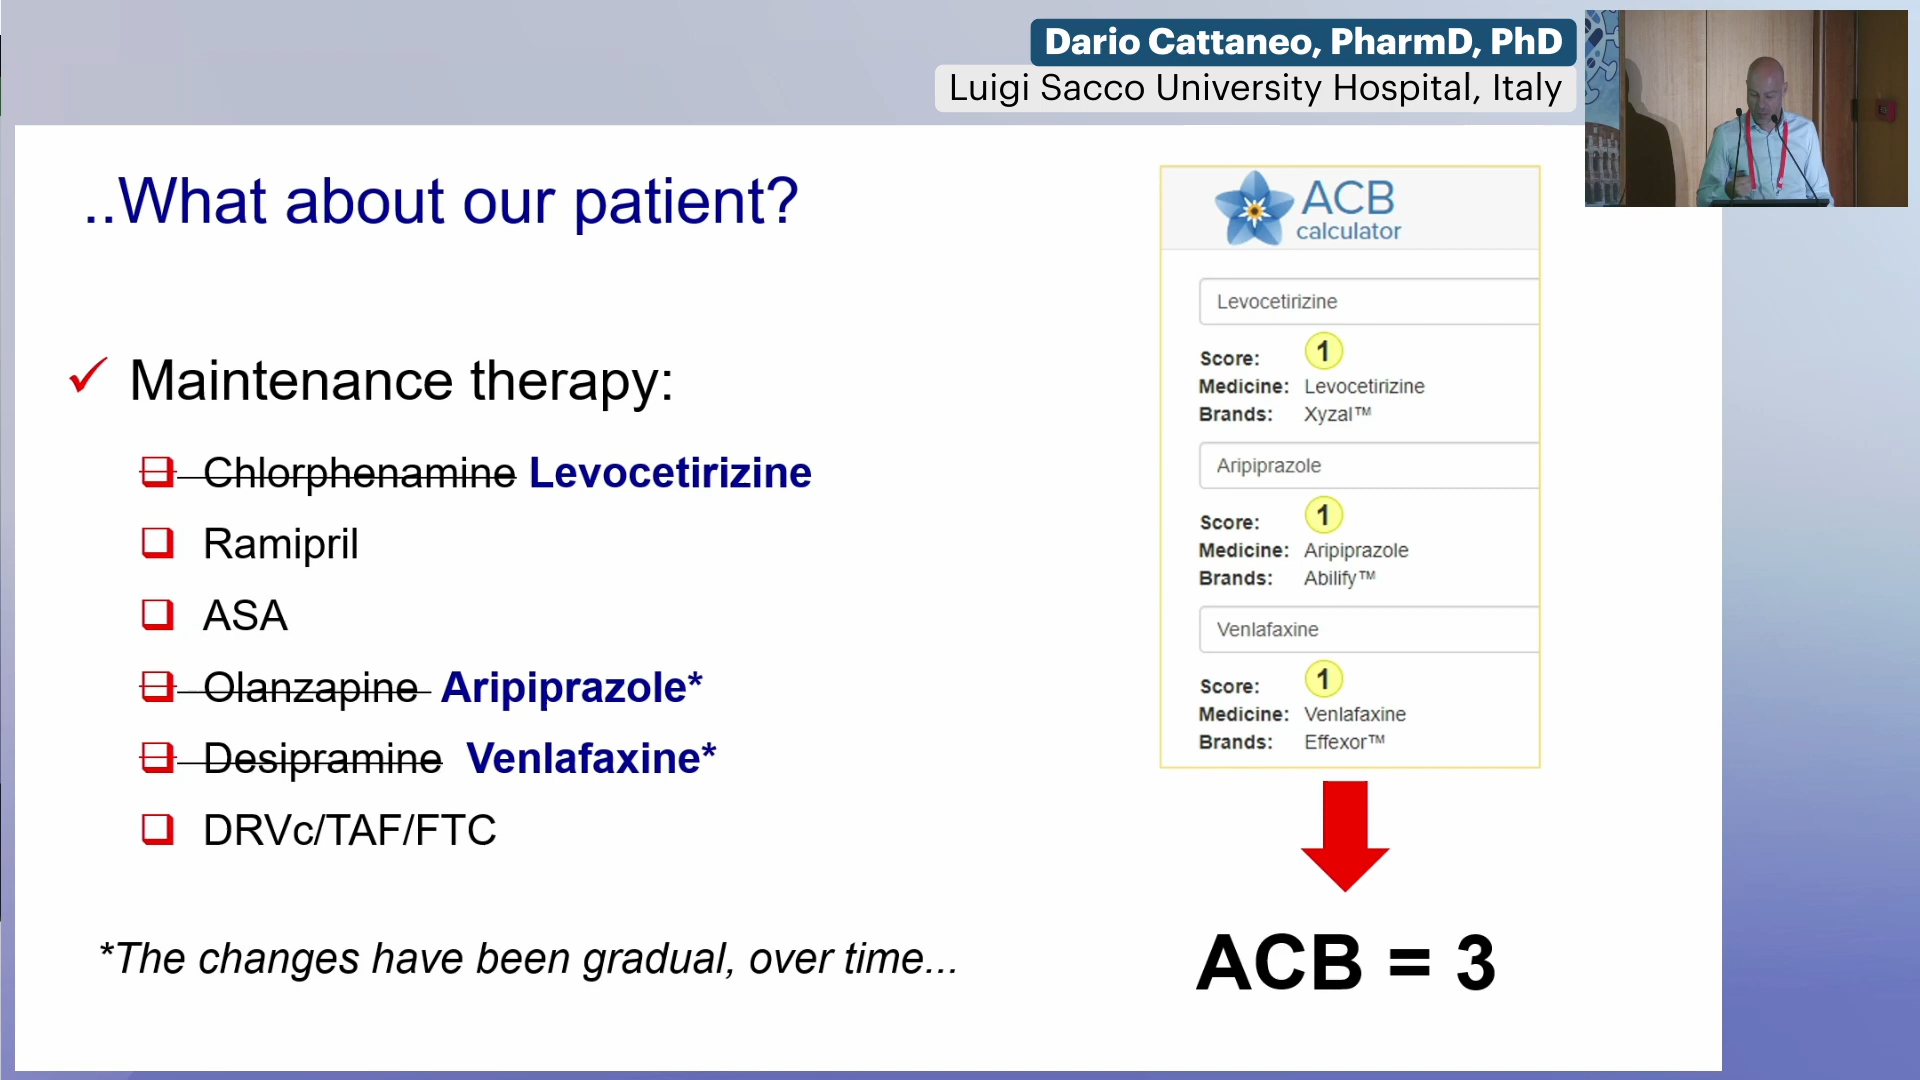 Dario Cattaneo, PharmD, PhD
Luigi Sacco University Hospital, Italy
..What about our patient?
Maintenance therapy:
Chlorphenamine Levocetirizine
Ramipril
ASA
Olanzapine Aripiprazole*
Desipramine Venlafaxine*
DRVc/TAF/FTC
*The changes have been gradual, over time...
ACB
calculator
Levocetirizine
Score: 1
Medicine: Levocetirizine
Brands: Xyzal™
Aripiprazole
Score: 1
Medicine: Aripiprazole
Brands: Abilify™
Venlafaxine
Score: 1
Medicine: Venlafaxine
Brands: Effexor™
ACB = 3